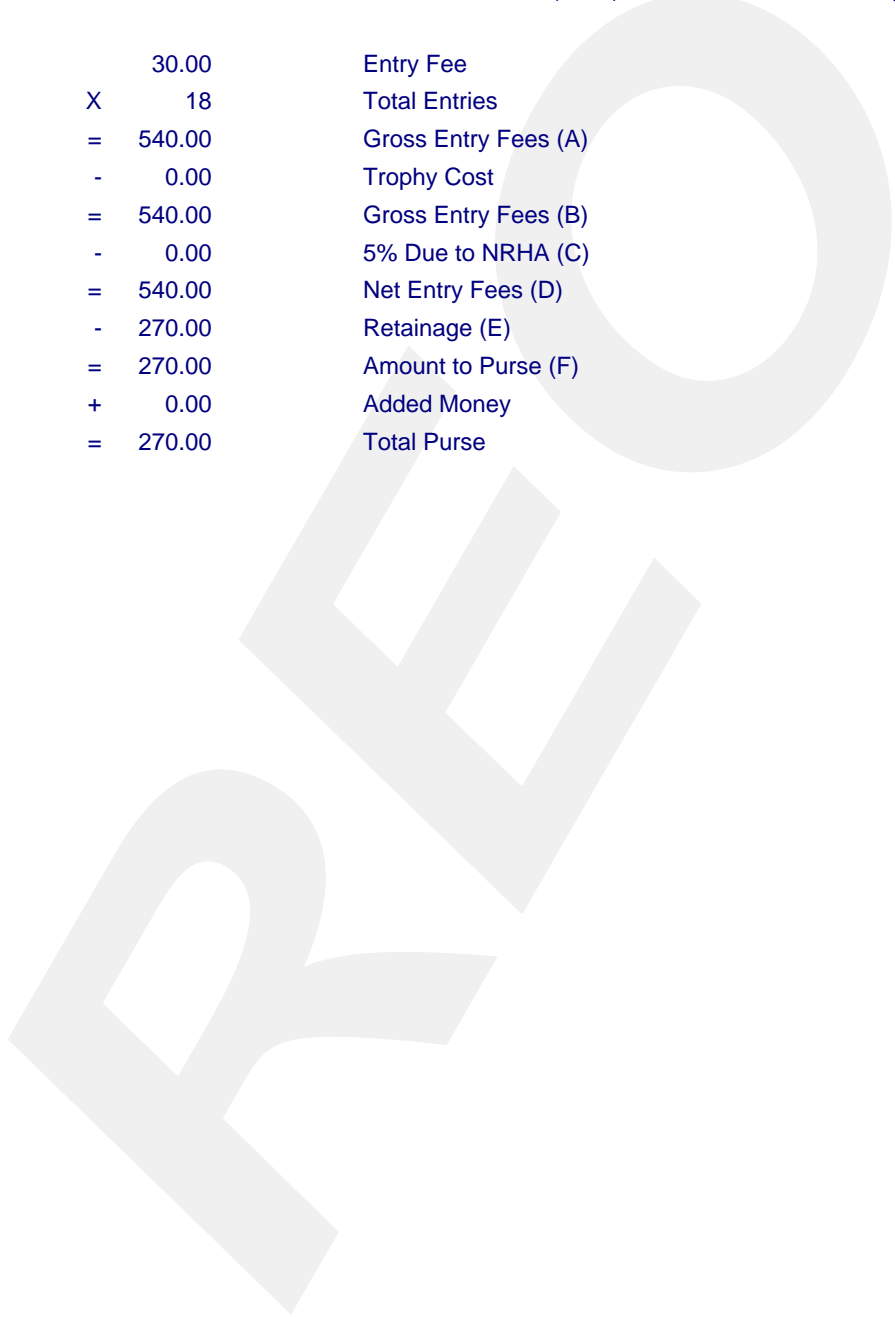 30.00 Entry Fee
X 18 Total Entries
= 540.00 Gross Entry Fees (A)
- 0.00 Trophy Cost
= 540.00 Gross Entry Fees (B)
- 0.00 5% Due to NRHA (C)
= 540.00 Net Entry Fees (D)
- 270.00 Retainage (E)
= 270.00 Amount to Purse (F)
+ 0.00 Added Money
= 270.00 Total Purse
REO